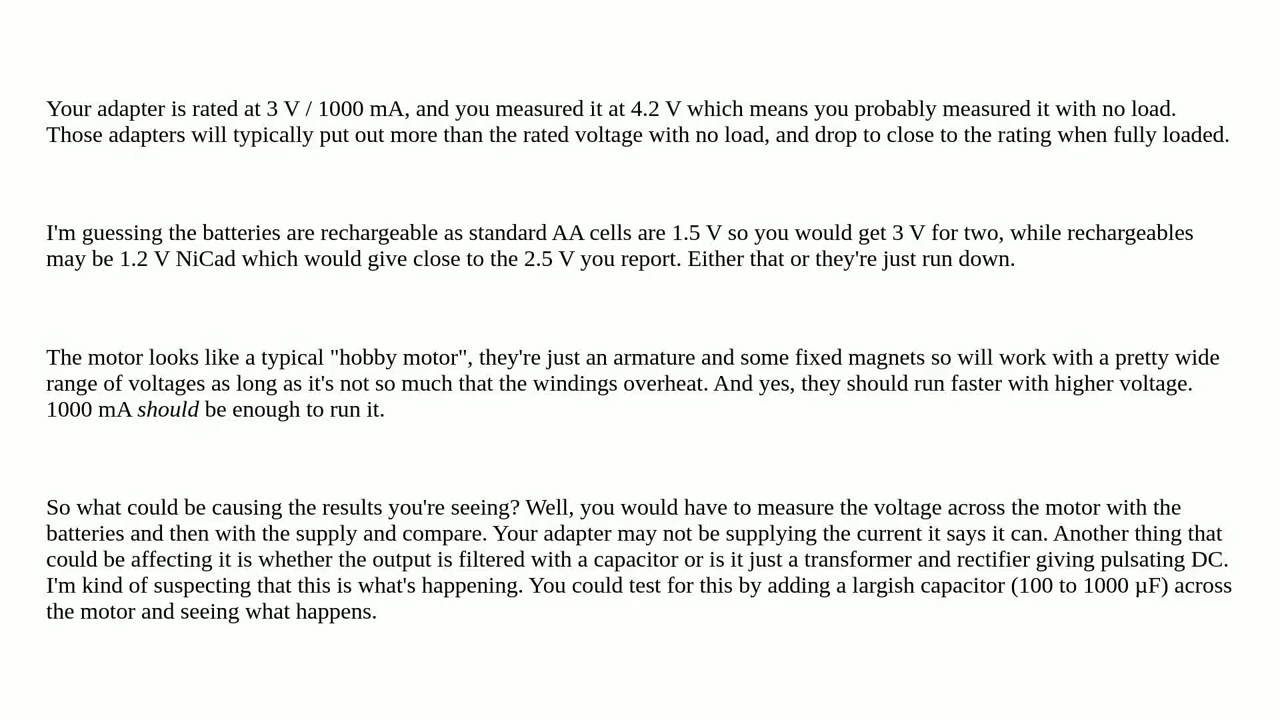 Your adapter is rated at 3 V / 1000 mA, and you measured it at 4.2 V which means you probably measured it with no load.
Those adapters will typically put out more than the rated voltage with no load, and drop to close to the rating when fully loaded.
I'm guessing the batteries are rechargeable as standard AA cells are 1.5 V so you would get 3 V for two, while rechargeables
may be 1.2 V NiCad which would give close to the 2.5 V you report. Either that or they're just run down.
The motor looks like a typical "hobby motor", they're just an armature and some fixed magnets so will work with a pretty wide
range of voltages as long as it's not so much that the windings overheat. And yes, they should run faster with higher voltage.
1000 mA should be enough to run it.
So what could be causing the results you're seeing? Well, you would have to measure the voltage across the motor with the
batteries and then with the supply and compare. Your adapter may not be supplying the current it says it can. Another thing that
could be affecting it is whether the output is filtered with a capacitor or is it just a transformer and rectifier giving pulsating DC.
I'm kind of suspecting that this is what's happening. You could test for this by adding a largish capacitor (100 to 1000 µF) across
the motor and seeing what happens.